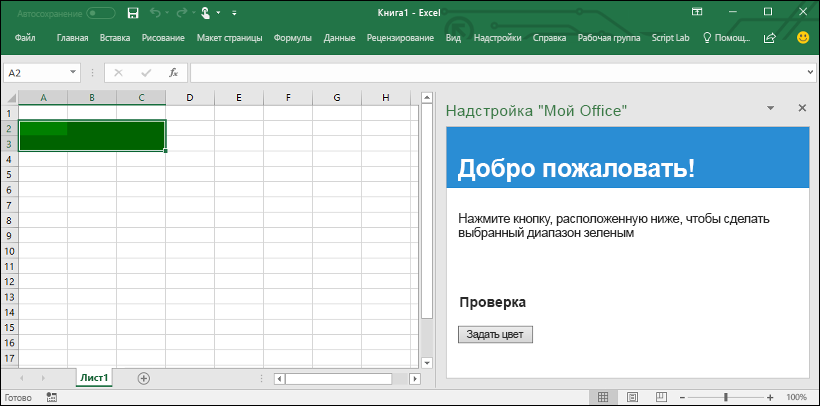 Автосохранение
Книга1 - Excel
Файл Главная Вставка Рисование Макет страницы Формулы Данные Рецензирование Вид Надстройки Справка Рабочая группа Script Lab Помощ...
A2
fx
A B C D E F G H
1
2
3
4
5
6
7
8
9
10
11
12
13
14
15
16
17
Надстройка "Мой Office"
Добро пожаловать!
Нажмите кнопку, расположенную ниже, чтобы сделать
выбранный диапазон зеленым
Проверка
Задать цвет
Лист1
Готово
100%